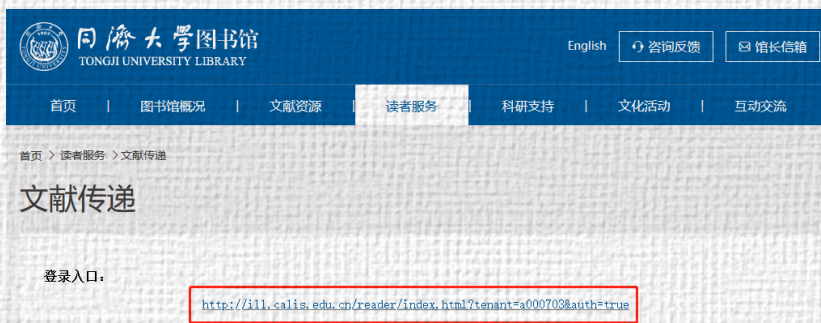 同济大学图书馆
TONGJI UNIVERSITY LIBRARY
English 咨询反馈 馆长信箱
首页 | 图书馆概况 | 文献资源 | 读者服务 | 科研支持 | 文化活动 | 互动交流
首页 > 读者服务 > 文献传递
文献传递
登录入口：
http://ill.calis.edu.cn/reader/index.html?tenant=a000703&auth=true